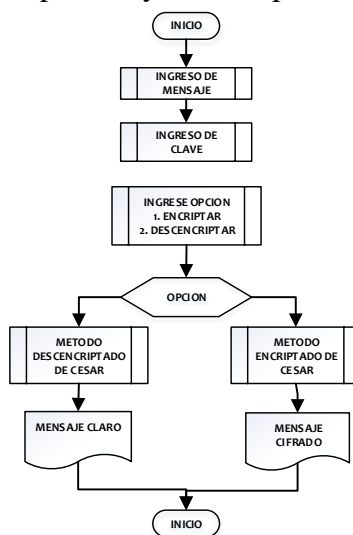 INICIO
INGRESO DE
MENSAJE
INGRESO DE
CLAVE
INGRESE OPCION
1. ENCRIPTAR
2. DESCENCRIPTAR
OPCION
METODO
DESCENCRIPTADO
DE CESAR
METODO
ENCRIPTADO DE
CESAR
MENSAJE CLARO
MENSAJE
CIFRADO
INICIO